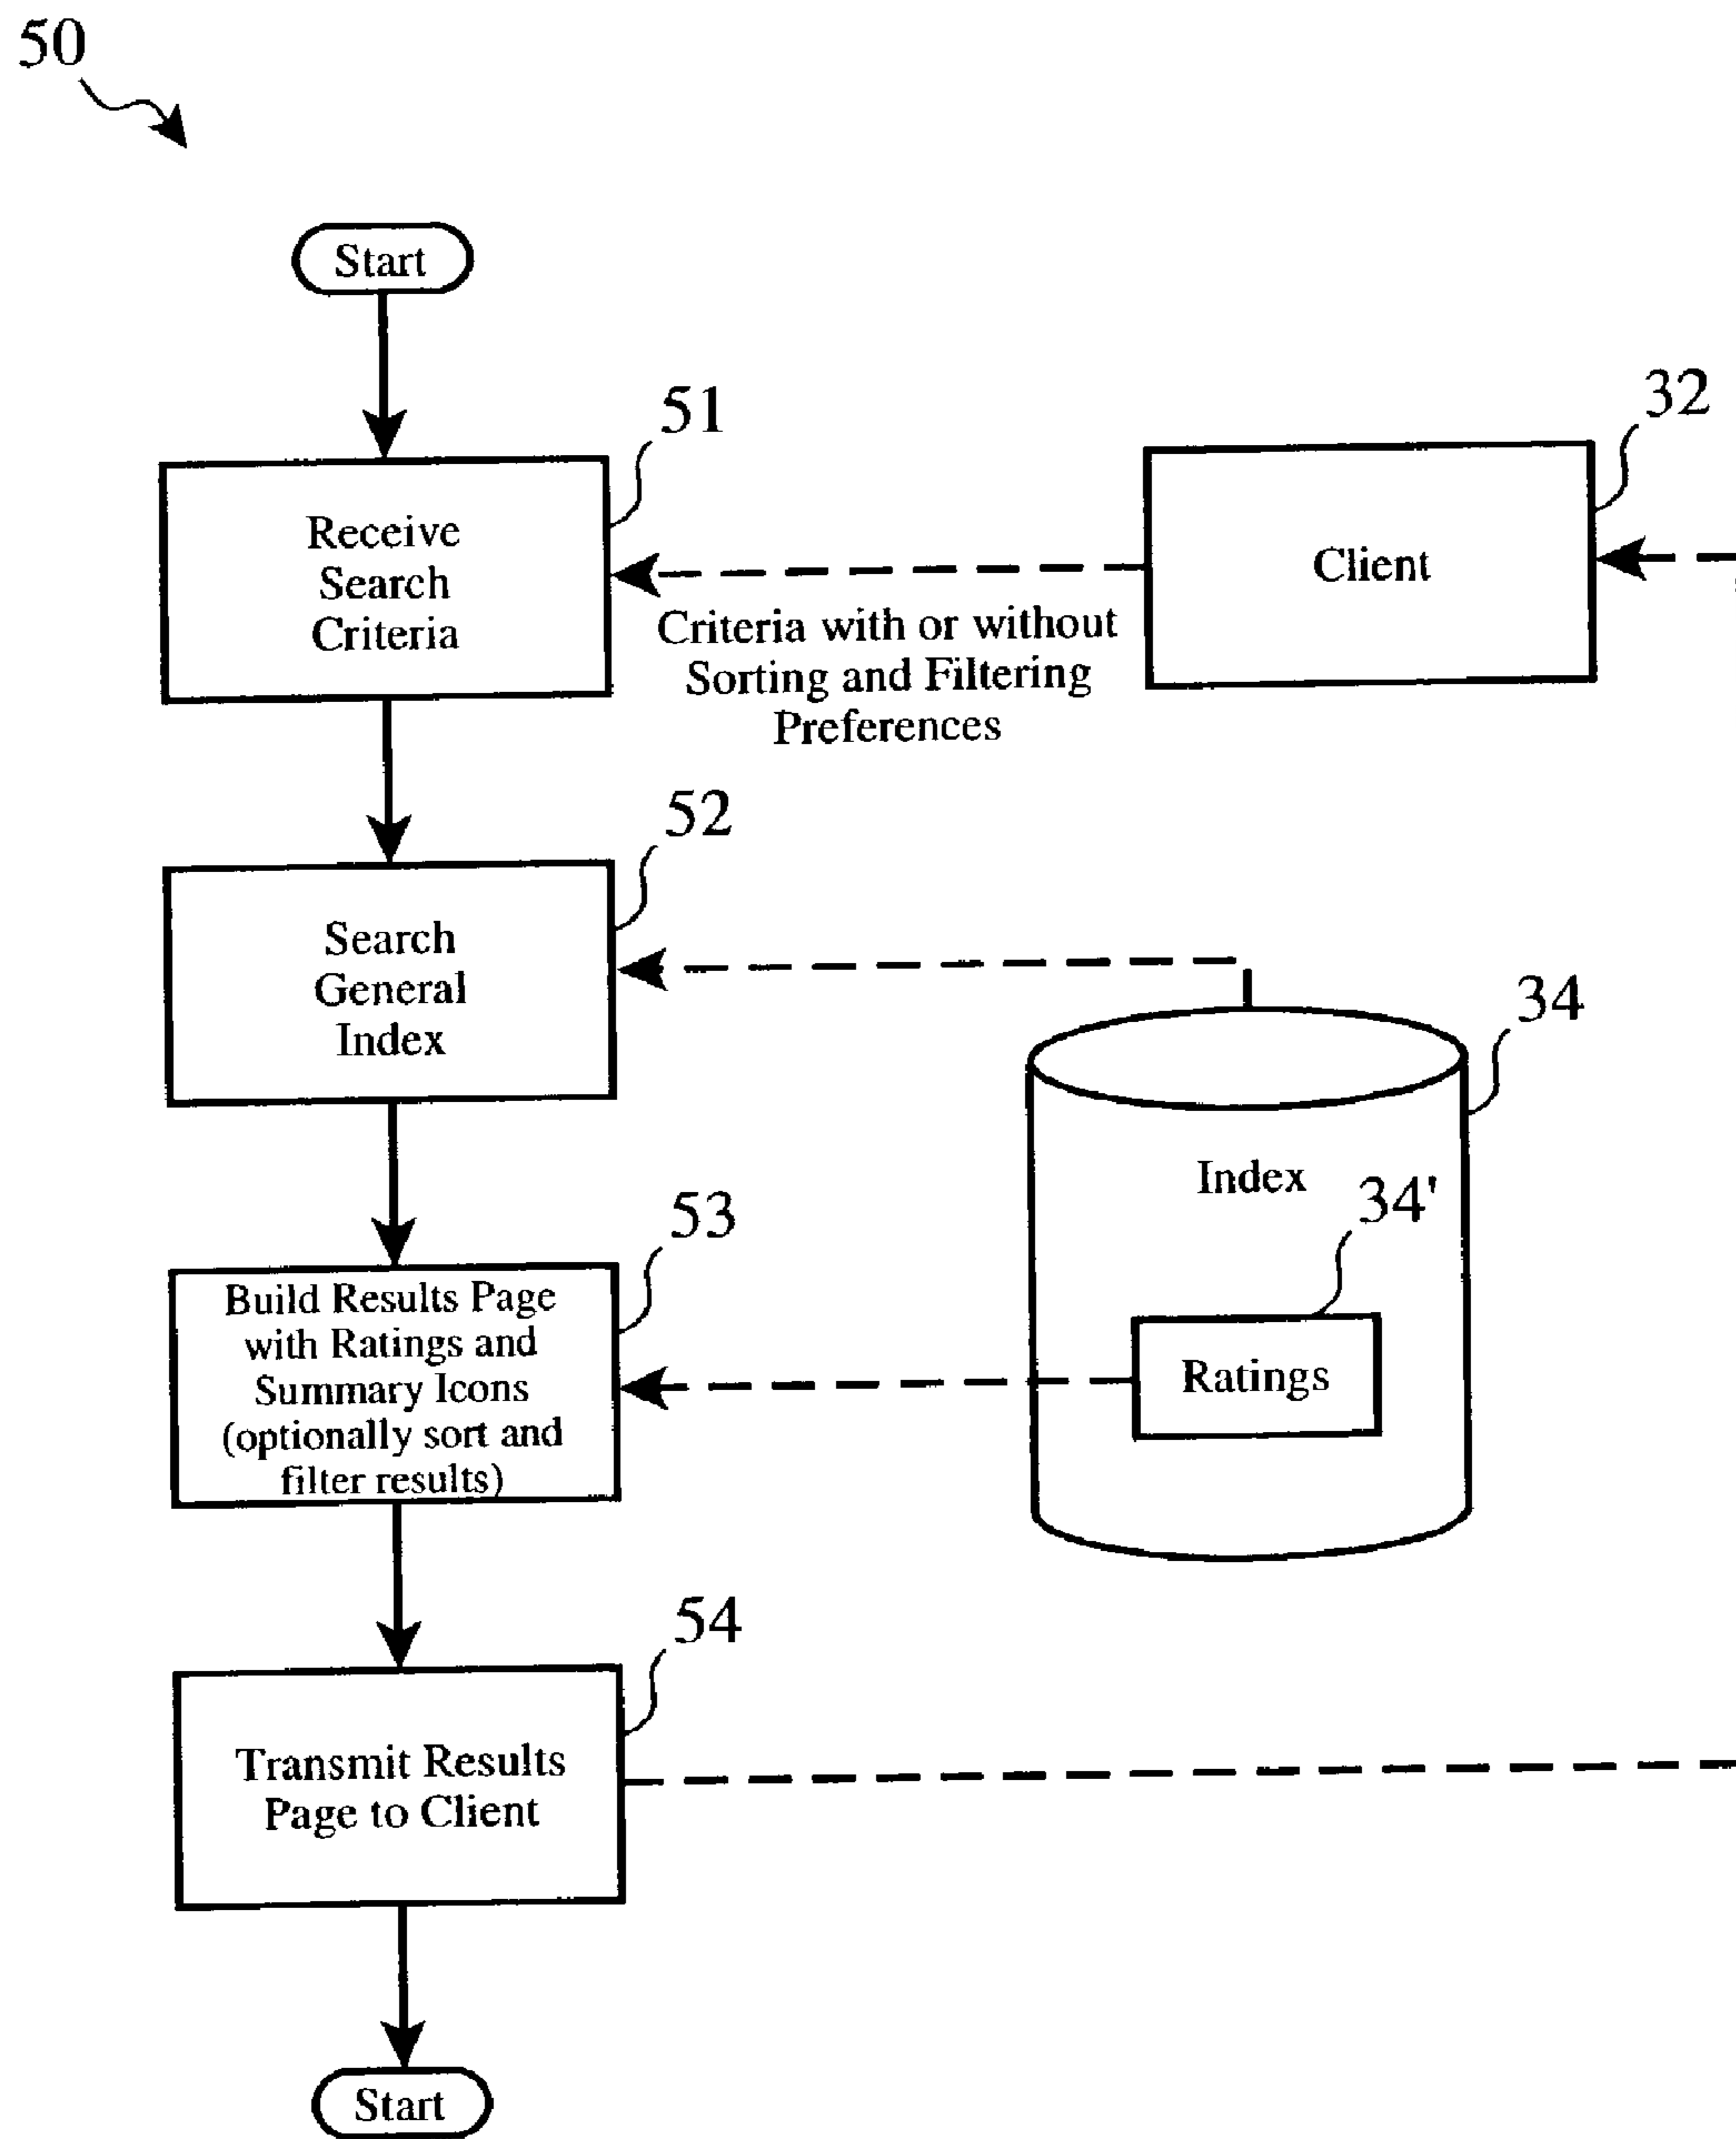 50
Start
51
Receive
Search
Criteria
32
Client
Criteria with or without
Sorting and Filtering
Preferences
52
Search
General
Index
34
Index
34'
Ratings
53
Build Results Page
with Ratings and
Summary Icons
(optionally sort and
filter results)
54
Transmit Results
Page to Client
Start